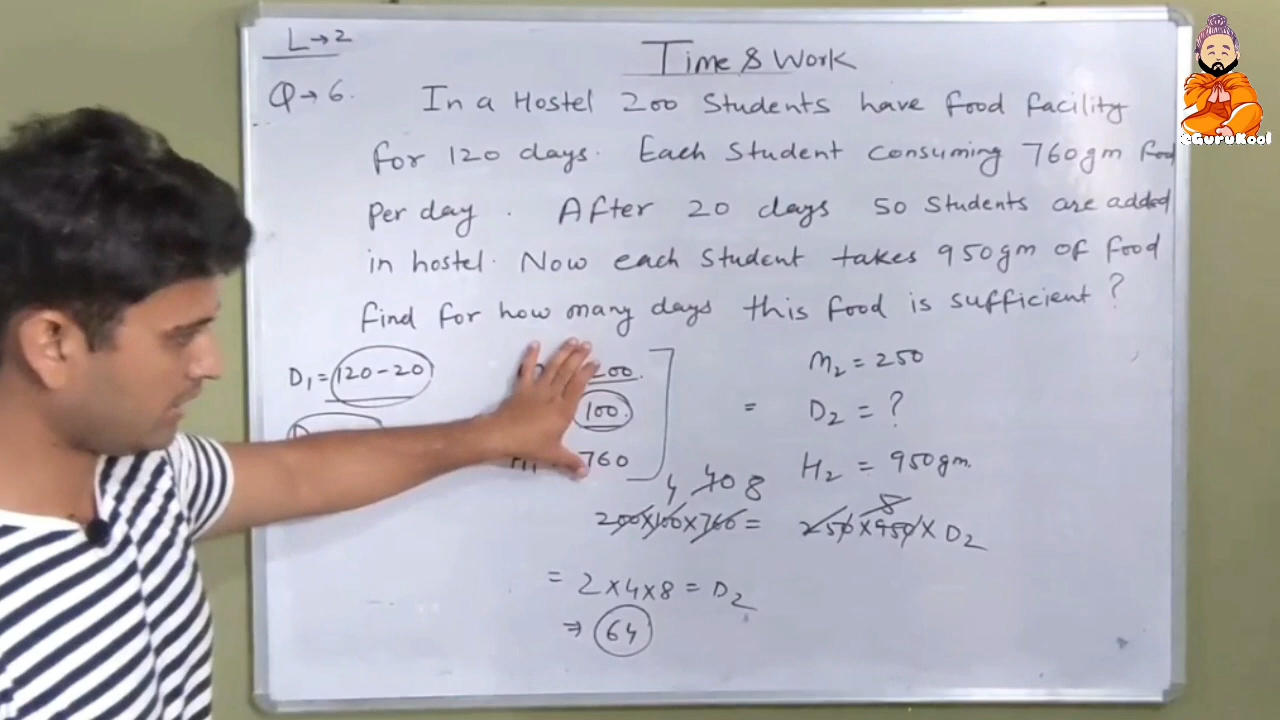 L→2
Time & Work
eGuruKool
Q→6. In a Hostel 200 Students have food facility
for 120 days. Each Student Consuming 760gm food
per day. After 20 days 50 Students are added
in hostel. Now each Student takes 950gm of food
find for how many days this food is sufficient?
D₁ = 120-20
200.
M₂ = 250
100.
=
D₂ = ?
760
H₂ = 950gm.
4 40 8
8
200×100×760 = 250×950×D₂
= 2×4×8 = D₂
⇒ 64